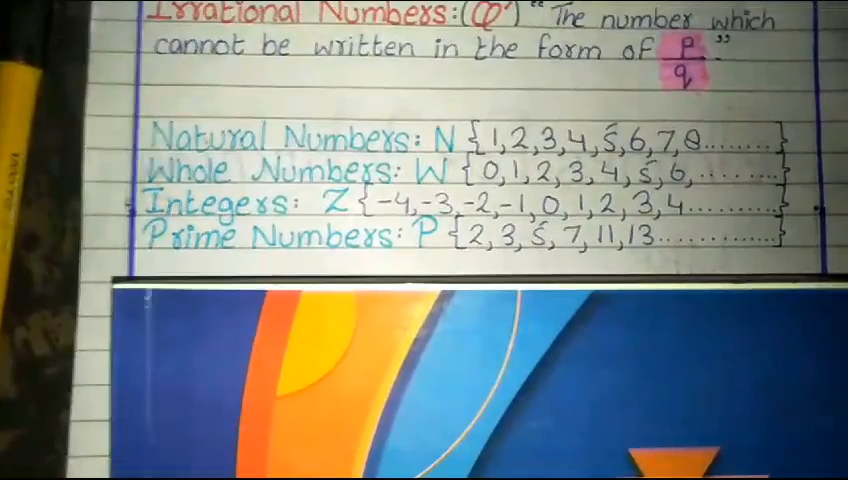 Irrational Numbers:(Q') "The number which
cannot be written in the form of p/q."
Natural Numbers: N {1,2,3,4,5,6,7,8........}
Whole Numbers: W {0,1,2,3,4,5,6,........}
Integers: Z {-4,-3,-2,-1,0,1,2,3,4..........}
Prime Numbers: P {2,3,5,7,11,13............}